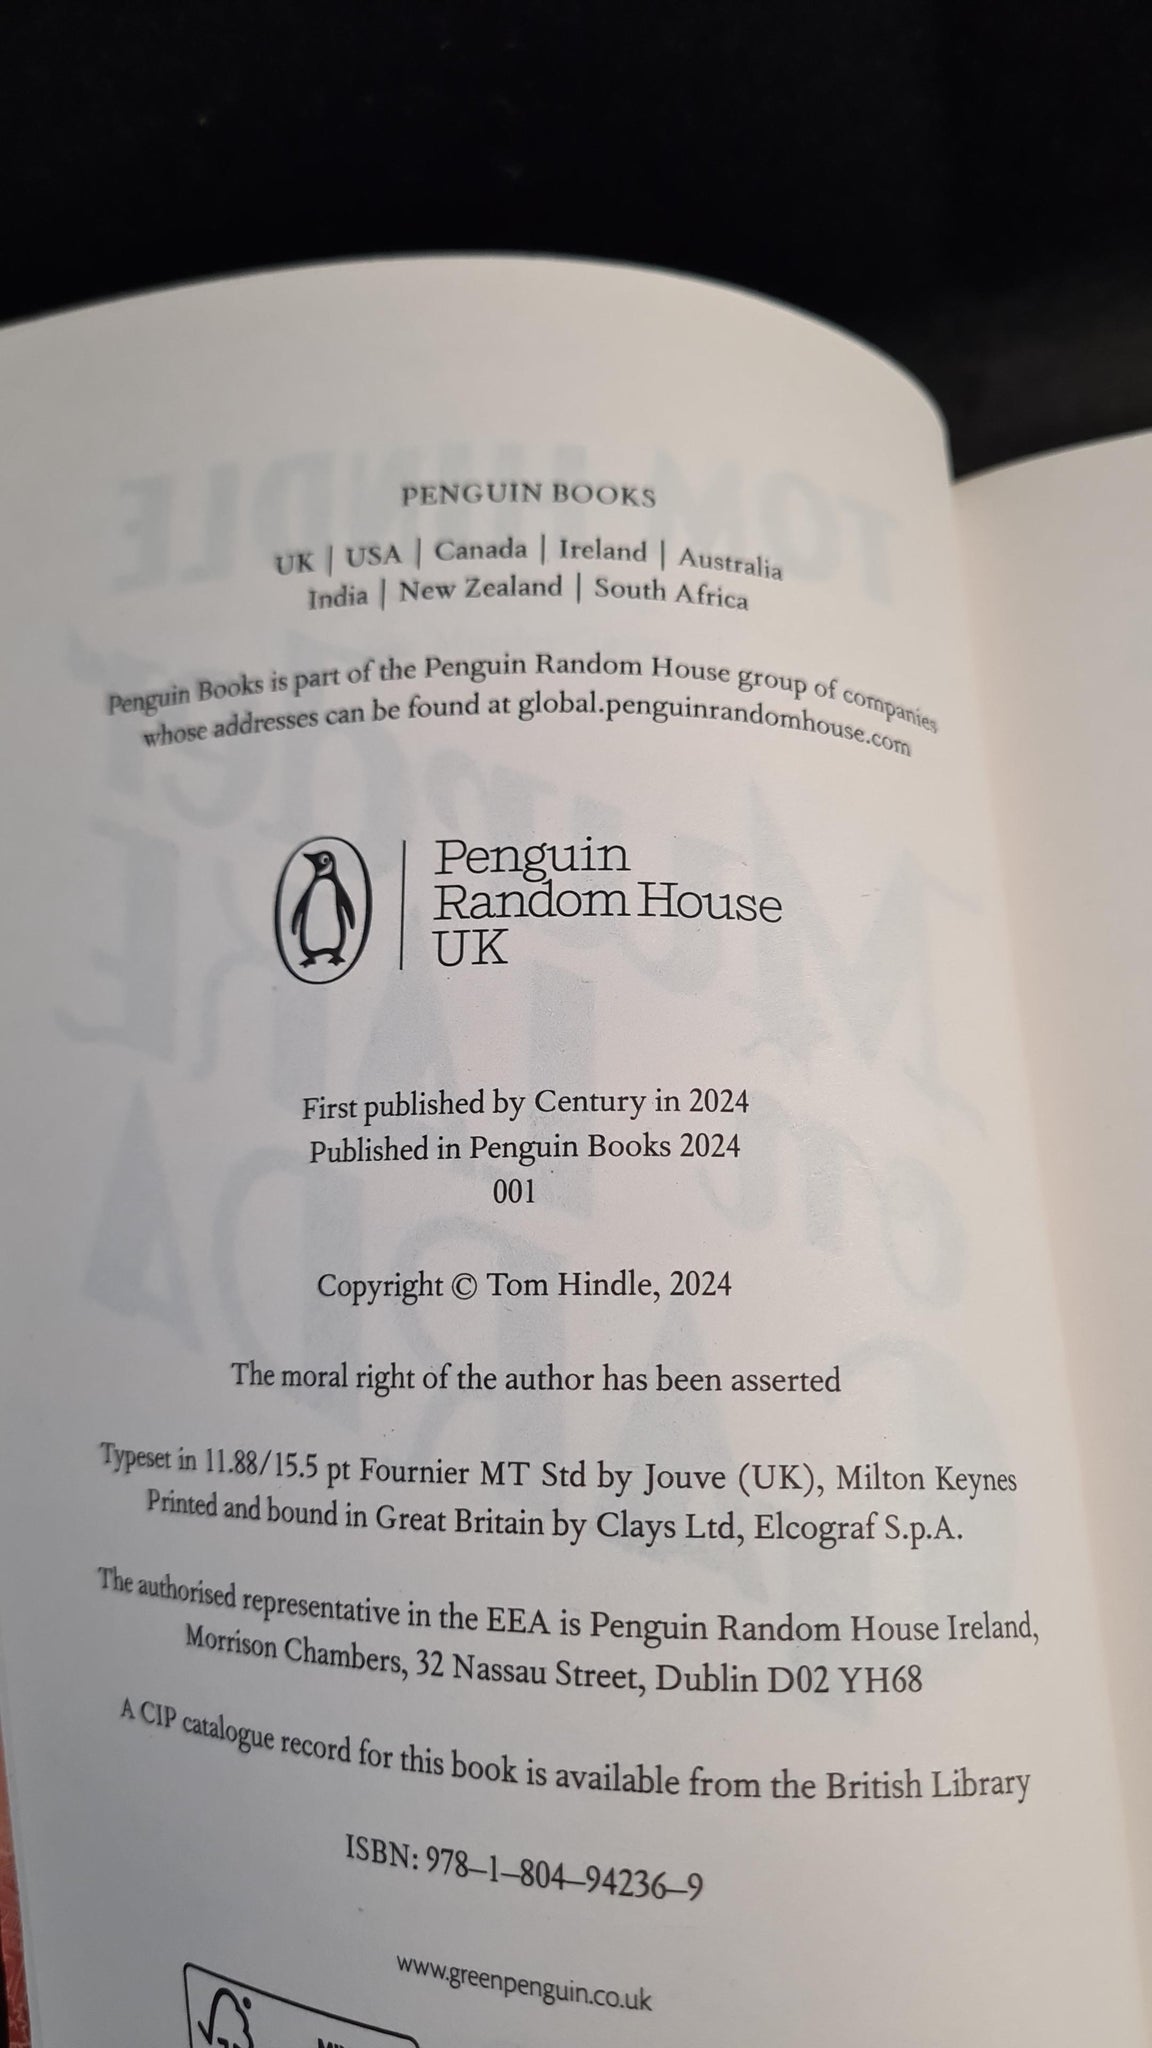 PENGUIN BOOKS
UK | USA | Canada | Ireland | Australia
India | New Zealand | South Africa
Penguin Books is part of the Penguin Random House group of companies
whose addresses can be found at global.penguinrandomhouse.com
Penguin
Random House
UK
First published by Century in 2024
Published in Penguin Books 2024
001
Copyright © Tom Hindle, 2024
The moral right of the author has been asserted
Typeset in 11.88/15.5 pt Fournier MT Std by Jouve (UK), Milton Keynes
Printed and bound in Great Britain by Clays Ltd, Elcograf S.p.A.
The authorised representative in the EEA is Penguin Random House Ireland,
Morrison Chambers, 32 Nassau Street, Dublin D02 YH68
A CIP catalogue record for this book is available from the British Library
ISBN: 978–1–804–94236–9
www.greenpenguin.co.uk